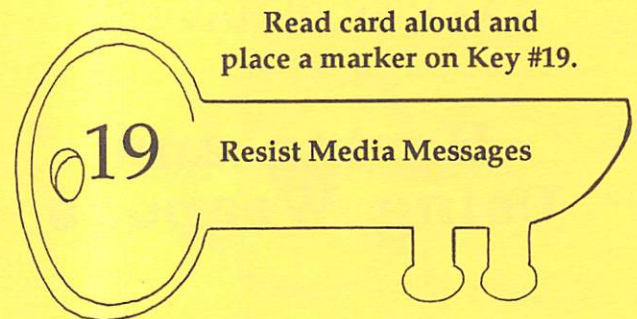 Read card aloud and
place a marker on Key #19.
19
Resist Media Messages